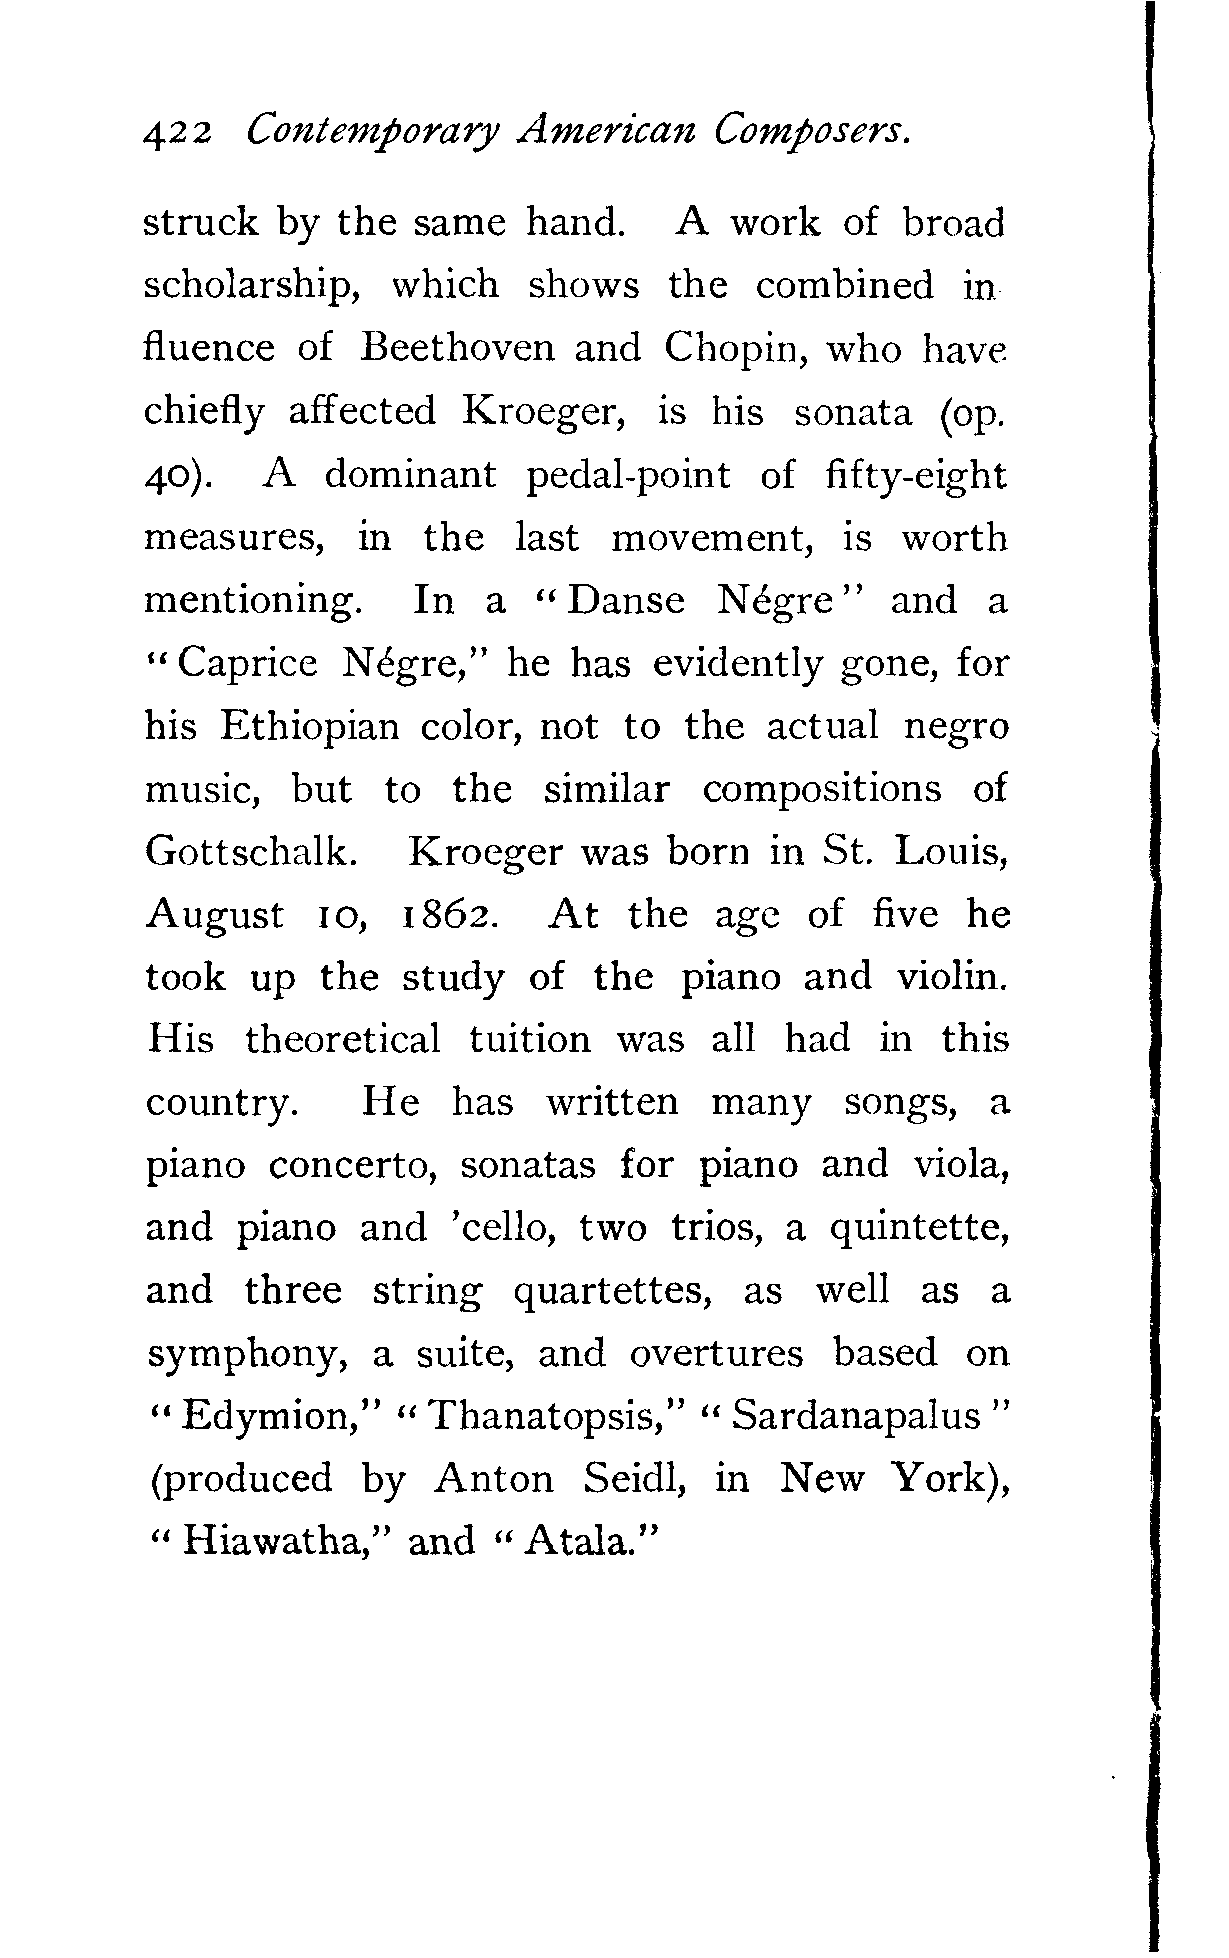 422 Contemporary American Composers.
struck by the same hand. A work of broad
scholarship, which shows the combined in
fluence of Beethoven and Chopin, who have
chiefly affected Kroeger, is his sonata (op.
40). A dominant pedal-point of fifty-eight
measures, in the last movement, is worth
mentioning. In a “ Danse Négre ” and a
“ Caprice Négre,” he has evidently gone, for
his Ethiopian color, not to the actual negro
music, but to the similar compositions of
Gottschalk. Kroeger was born in St. Louis,
August 10, 1862. At the age of five he
took up the study of the piano and violin.
His theoretical tuition was all had in this
country. He has written many songs, a
piano concerto, sonatas for piano and viola,
and piano and ’cello, two trios, a quintette,
and three string quartettes, as well as a
symphony, a suite, and overtures based on
“ Edymion,” “ Thanatopsis,” “ Sardanapalus ”
(produced by Anton Seidl, in New York),
“ Hiawatha,” and “ Atala.”